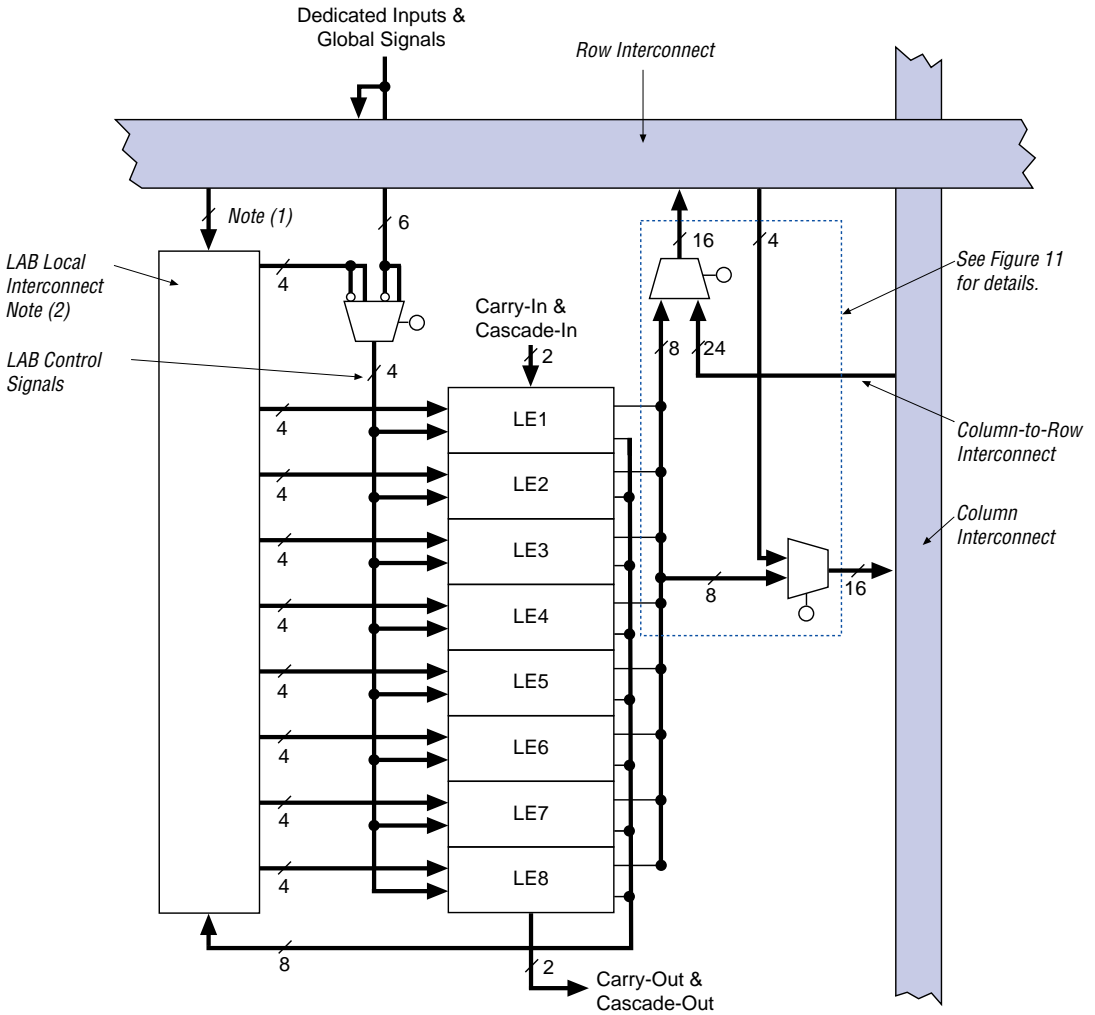 Dedicated Inputs &
Global Signals
Row Interconnect
Note (1)
6
16
4
LAB Local
Interconnect
Note (2)
4
See Figure 11
for details.
Carry-In &
Cascade-In
2
8
24
LAB Control
Signals
4
Column-to-Row
Interconnect
LE1
4
LE2
4
Column
Interconnect
LE3
4
8
16
LE4
4
LE5
4
LE6
4
LE7
4
LE8
4
8
2
Carry-Out &
Cascade-Out